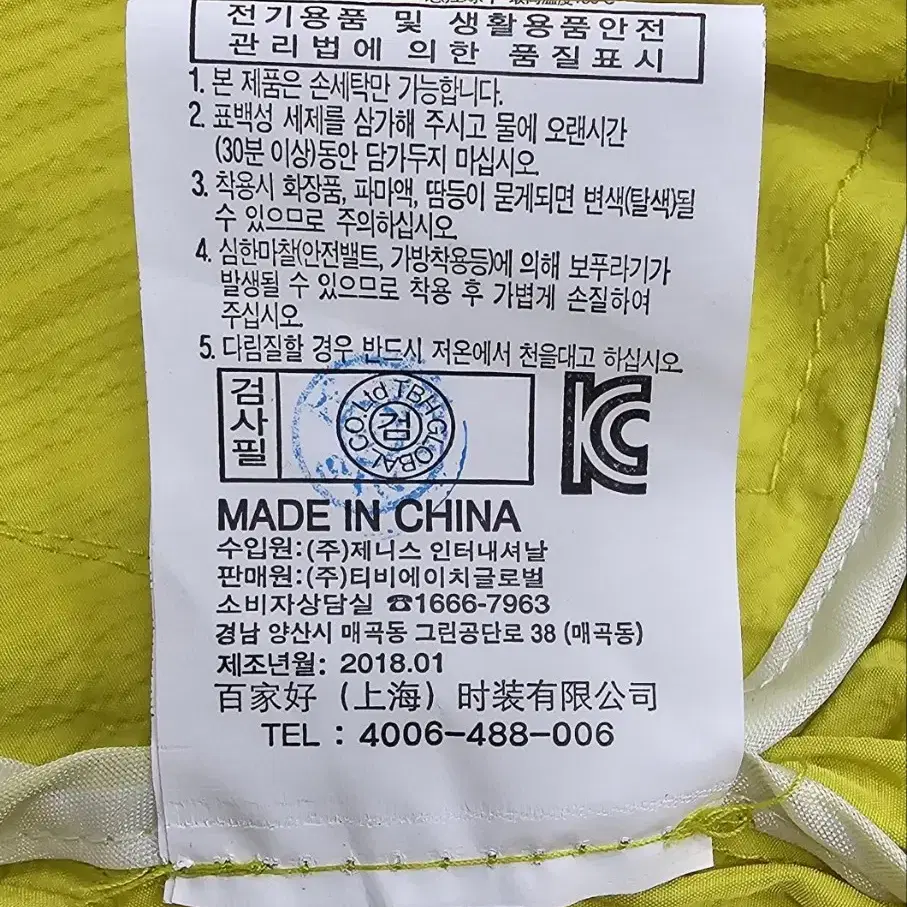 전기용품 및 생활용품안전
관리법에 의한 품질표시
1. 본 제품은 손세탁만 가능합니다.
2. 표백성 세제를 삼가해 주시고 물에 오랜시간
(30분 이상)동안 담가두지 마십시오.
3. 착용시 화장품, 파마액, 땀등이 묻게되면 변색(탈색)될
수 있으므로 주의하십시오.
4. 심한마찰(안전밸트, 가방착용등)에 의해 보푸라기가
발생될 수 있으므로 착용 후 가볍게 손질하여
주십시오.
5. 다림질할 경우 반드시 저온에서 천을대고 하십시오.
검사필
CO.Ltd TBH GLOBAL
검
KC
MADE IN CHINA
수입원:(주)제니스 인터내셔날
판매원:(주)티비에이치글로벌
소비자상담실 ☎1666-7963
경남 양산시 매곡동 그린공단로 38 (매곡동)
제조년월: 2018.01
百家好（上海）时装有限公司
TEL : 4006-488-006